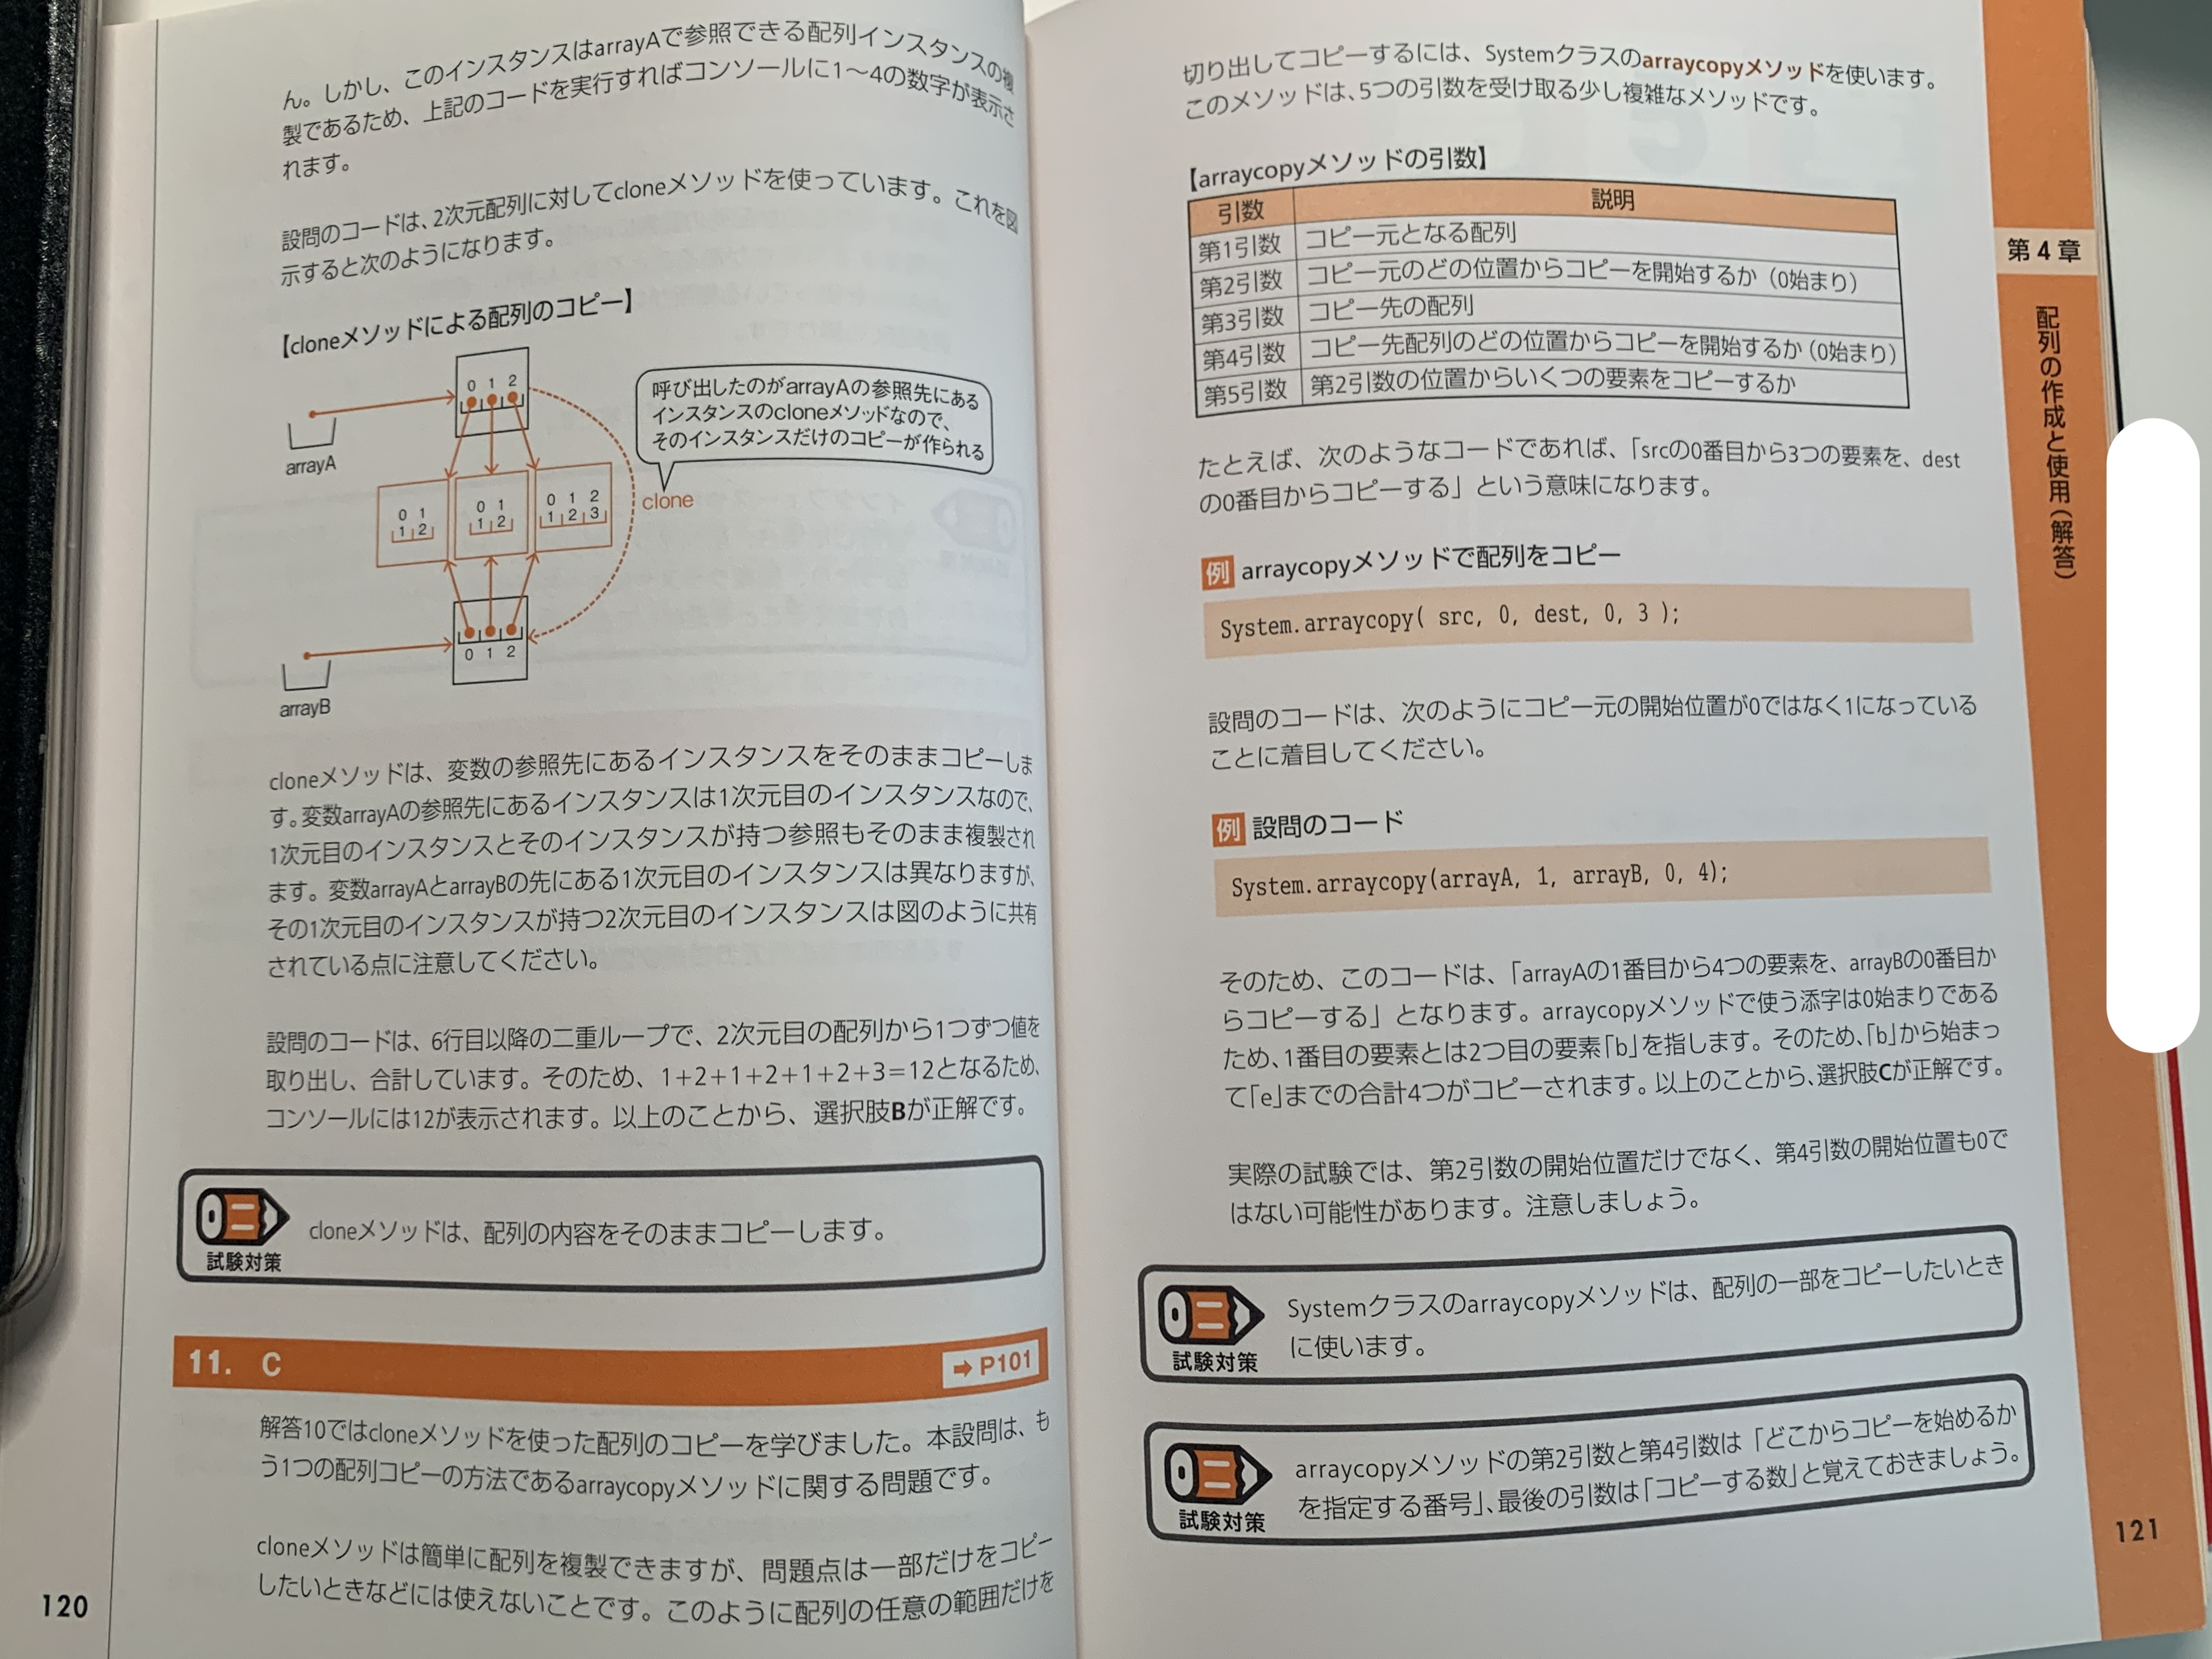 ん。しかし、このインスタンスはarrayAで参照できる配列インスタンスの複
製であるため、上記のコードを実行すればコンソールに1〜4の数字が表示さ
れます。
設問のコードは、2次元配列に対してcloneメソッドを使っています。これを図
示すると次のようになります。
【cloneメソッドによる配列のコピー】
0 1 2
arrayA
呼び出したのがarrayAの参照先にある
インスタンスのcloneメソッドなので、
そのインスタンスだけのコピーが作られる
clone
0 1
1 2
0 1
1 2
0 1 2
1 2 3
0 1 2
arrayB
cloneメソッドは、変数の参照先にあるインスタンスをそのままコピーしま
す。変数arrayAの参照先にあるインスタンスは1次元目のインスタンスなので、
1次元目のインスタンスとそのインスタンスが持つ参照もそのまま複製され
ます。変数arrayAとarrayBの先にある1次元目のインスタンスは異なりますが、
その1次元目のインスタンスが持つ2次元目のインスタンスは図のように共有
されている点に注意してください。
設問のコードは、6行目以降の二重ループで、2次元目の配列から1つずつ値を
取り出し、合計しています。そのため、1+2+1+2+1+2+3=12となるため、
コンソールには12が表示されます。以上のことから、選択肢Bが正解です。
試験対策
cloneメソッドは、配列の内容をそのままコピーします。
11. C
➡ P101
解答10ではcloneメソッドを使った配列のコピーを学びました。本設問は、も
う1つの配列コピーの方法であるarraycopyメソッドに関する問題です。
cloneメソッドは簡単に配列を複製できますが、問題点は一部だけをコピー
したいときなどには使えないことです。このように配列の任意の範囲だけを
120
切り出してコピーするには、Systemクラスのarraycopyメソッドを使います。
このメソッドは、5つの引数を受け取る少し複雑なメソッドです。
【arraycopyメソッドの引数】
引数 説明
第1引数 コピー元となる配列
第2引数 コピー元のどの位置からコピーを開始するか（0始まり）
第3引数 コピー先の配列
第4引数 コピー先配列のどの位置からコピーを開始するか（0始まり）
第5引数 第2引数の位置からいくつの要素をコピーするか
たとえば、次のようなコードであれば、「srcの0番目から3つの要素を、dest
の0番目からコピーする」という意味になります。
例 arraycopyメソッドで配列をコピー
System.arraycopy( src, 0, dest, 0, 3 );
設問のコードは、次のようにコピー元の開始位置が0ではなく1になっている
ことに着目してください。
例 設問のコード
System.arraycopy(arrayA, 1, arrayB, 0, 4);
そのため、このコードは、「arrayAの1番目から4つの要素を、arrayBの0番目か
らコピーする」となります。arraycopyメソッドで使う添字は0始まりである
ため、1番目の要素とは2つ目の要素「b」を指します。そのため、「b」から始まっ
て「e」までの合計4つがコピーされます。以上のことから、選択肢Cが正解です。
実際の試験では、第2引数の開始位置だけでなく、第4引数の開始位置も0で
はない可能性があります。注意しましょう。
試験対策
Systemクラスのarraycopyメソッドは、配列の一部をコピーしたいとき
に使います。
試験対策
arraycopyメソッドの第2引数と第4引数は「どこからコピーを始めるか
を指定する番号」、最後の引数は「コピーする数」と覚えておきましょう。
第4章
配列の作成と使用（解答）
121